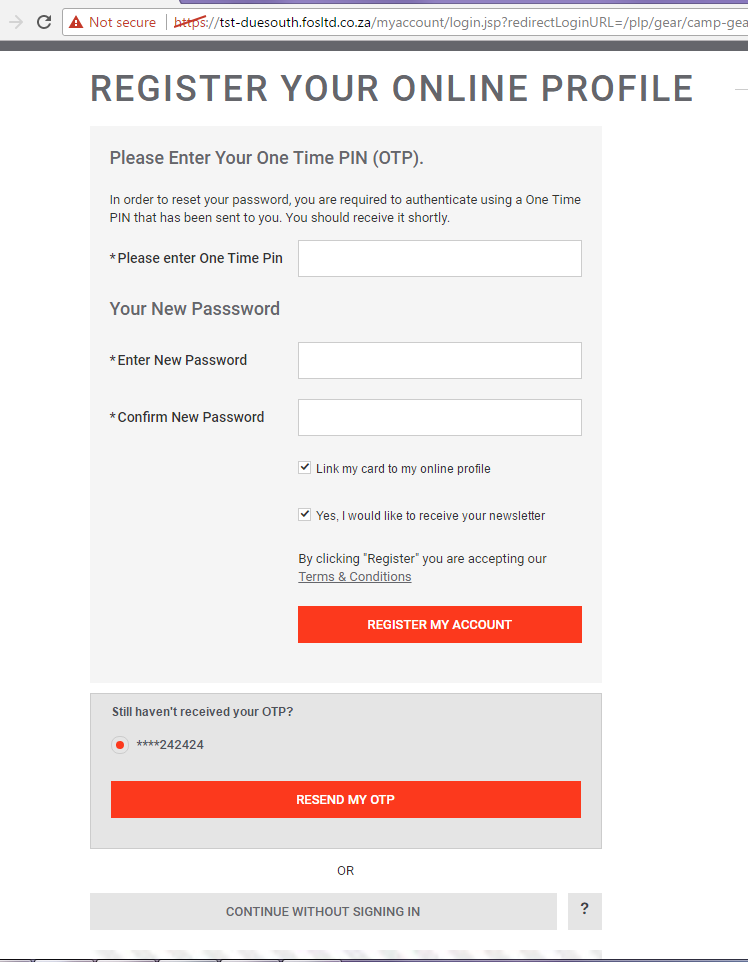 Not secure | https://tst-duesouth.fosltd.co.za/myaccount/login.jsp?redirectLoginURL=/plp/gear/camp-gea
REGISTER YOUR ONLINE PROFILE
Please Enter Your One Time PIN (OTP).
In order to reset your password, you are required to authenticate using a One Time
PIN that has been sent to you. You should receive it shortly.
*Please enter One Time Pin
Your New Passsword
*Enter New Password
*Confirm New Password
Link my card to my online profile
Yes, I would like to receive your newsletter
By clicking "Register" you are accepting our
Terms & Conditions
REGISTER MY ACCOUNT
Still haven't received your OTP?
****242424
RESEND MY OTP
OR
CONTINUE WITHOUT SIGNING IN
?